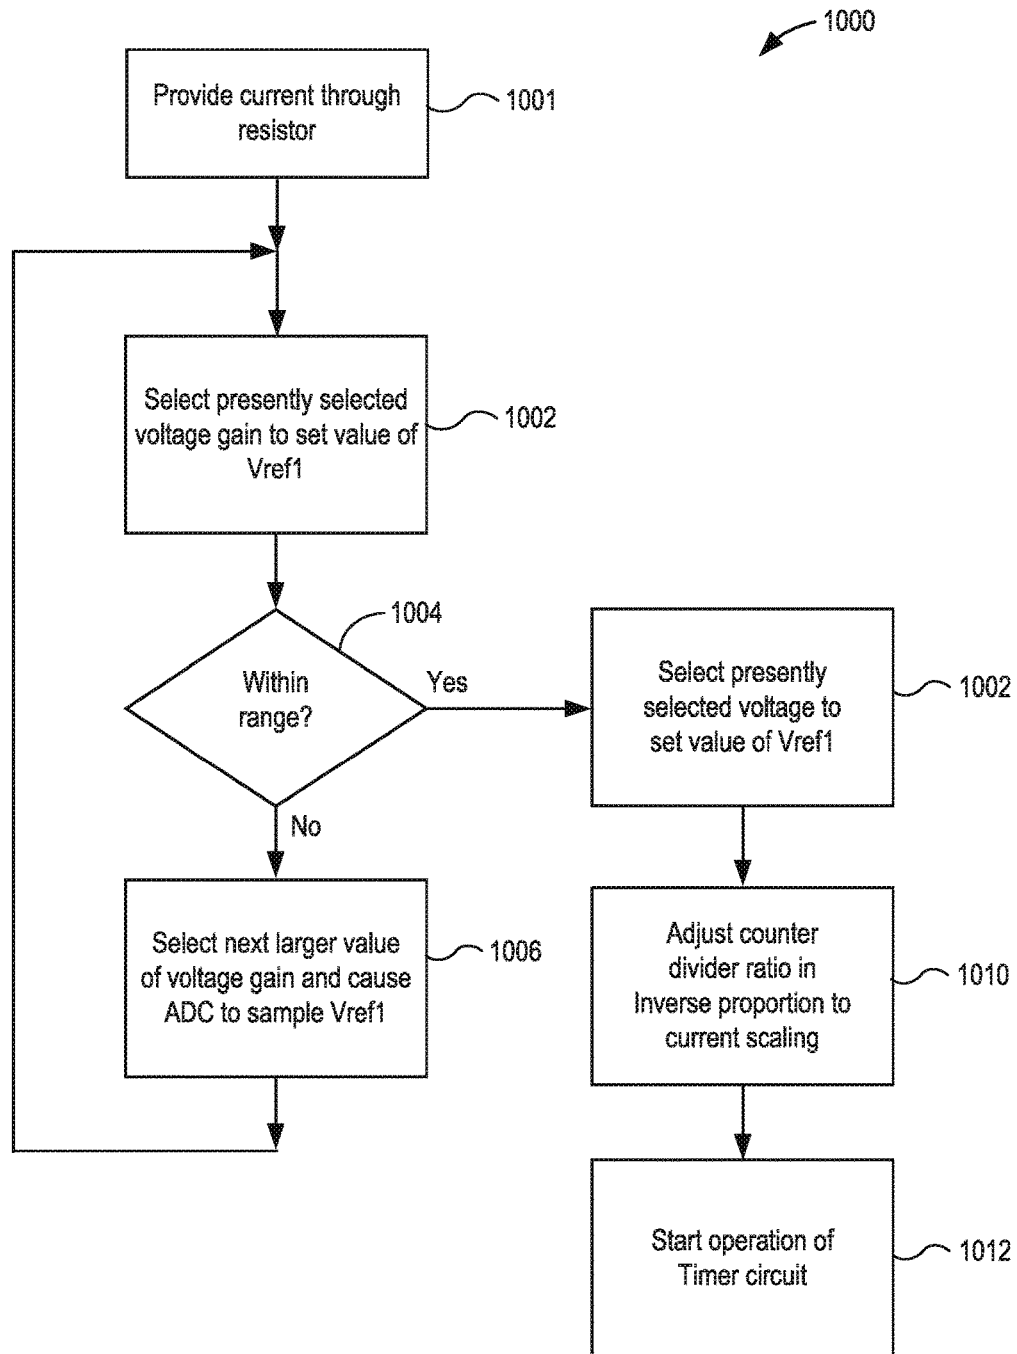 1000
Provide current through
resistor
1001
Select presently selected
voltage gain to set value of
Vref1
1002
Within
range?
1004
Yes
No
Select presently
selected voltage to
set value of Vref1
1002
Select next larger value
of voltage gain and cause
ADC to sample Vref1
1006
Adjust counter
divider ratio in
Inverse proportion to
current scaling
1010
Start operation of
Timer circuit
1012